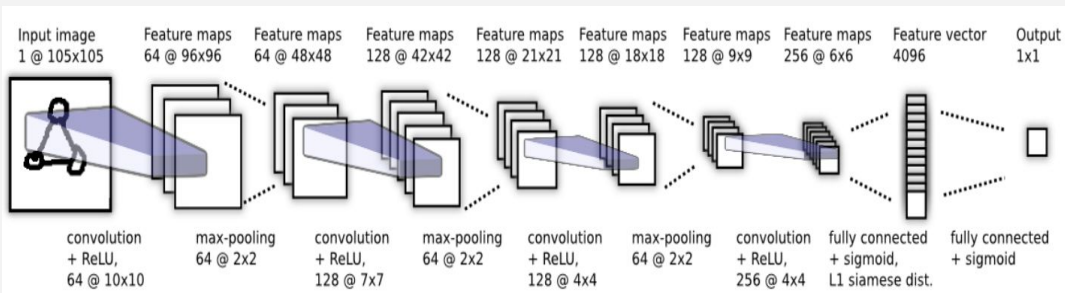 Input image
1 @ 105x105
Feature maps
64 @ 96x96
Feature maps
64 @ 48x48
Feature maps
128 @ 42x42
Feature maps
128 @ 21x21
Feature maps
128 @ 18x18
Feature maps
128 @ 9x9
Feature maps
256 @ 6x6
Feature vector
4096
Output
1x1
convolution
+ ReLU,
64 @ 10x10
max-pooling
64 @ 2x2
convolution
+ ReLU,
128 @ 7x7
max-pooling
64 @ 2x2
convolution
+ ReLU,
128 @ 4x4
max-pooling
64 @ 2x2
convolution
+ ReLU,
256 @ 4x4
fully connected
+ sigmoid,
L1 siamese dist.
fully connected
+ sigmoid